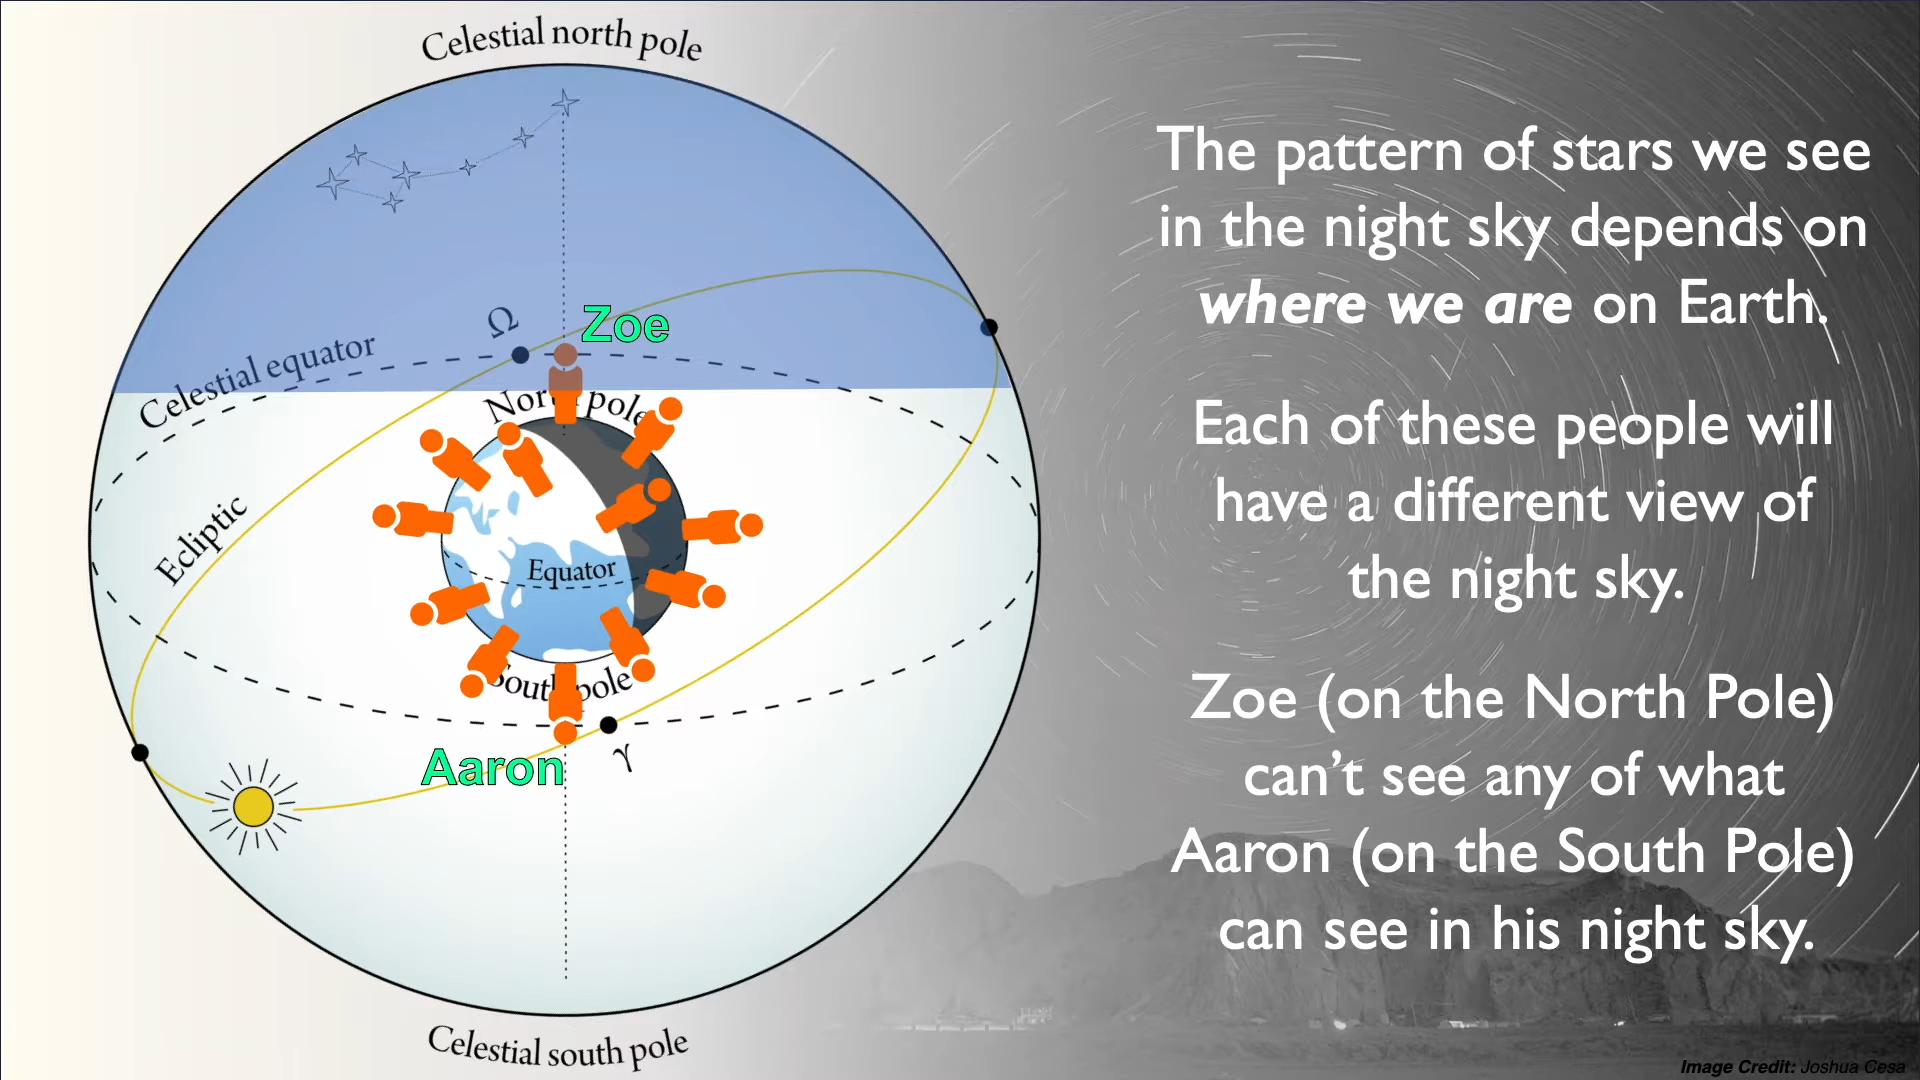 Celestial north pole
Ω
Zoe
Celestial equator
North pole
Ecliptic
Equator
South pole
Aaron
γ
Celestial south pole
The pattern of stars we see
in the night sky depends on
where we are on Earth.
Each of these people will
have a different view of
the night sky.
Zoe (on the North Pole)
can’t see any of what
Aaron (on the South Pole)
can see in his night sky.
Image Credit: Joshua Cesa